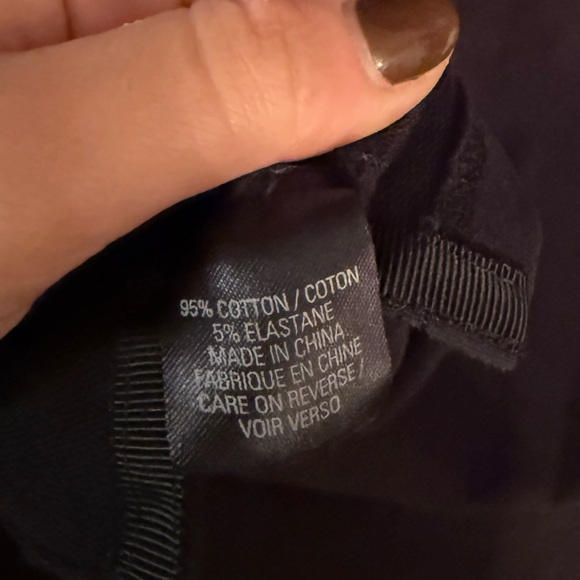 95% COTTON / COTON
5% ELASTANE
MADE IN CHINA
FABRIQUE EN CHINE
CARE ON REVERSE /
VOIR VERSO